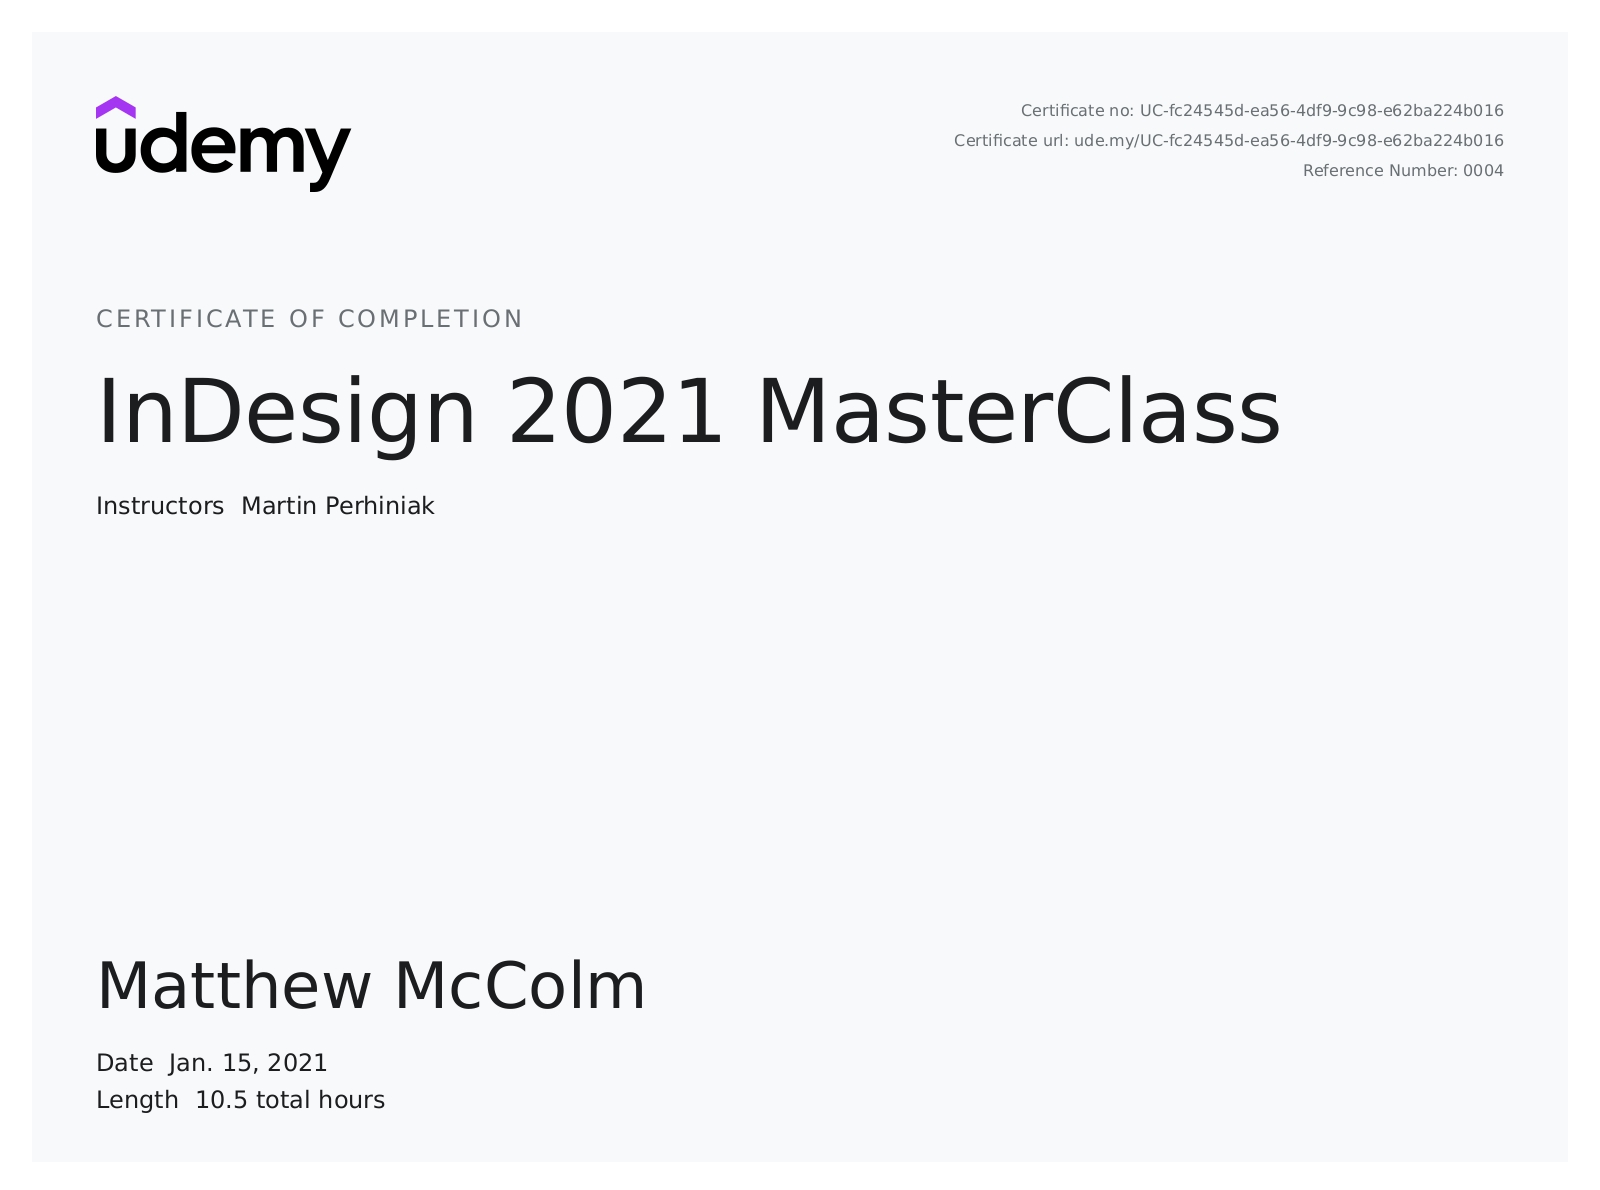 udemy
Certificate no: UC-fc24545d-ea56-4df9-9c98-e62ba224b016
Certificate url: ude.my/UC-fc24545d-ea56-4df9-9c98-e62ba224b016
Reference Number: 0004
CERTIFICATE OF COMPLETION
InDesign 2021 MasterClass
Instructors Martin Perhiniak
Matthew McColm
Date Jan. 15, 2021
Length 10.5 total hours